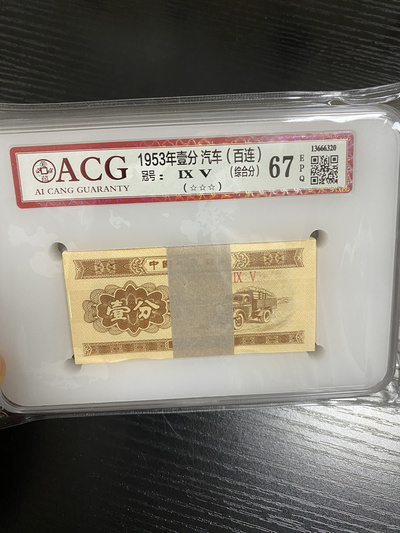 13666320
ACG
AI CANG GUARANTY
1953年壹分 汽车（百连）
冠号： IX V （综合分）
（☆☆☆）
67
EPQ
中
IX V
壹分